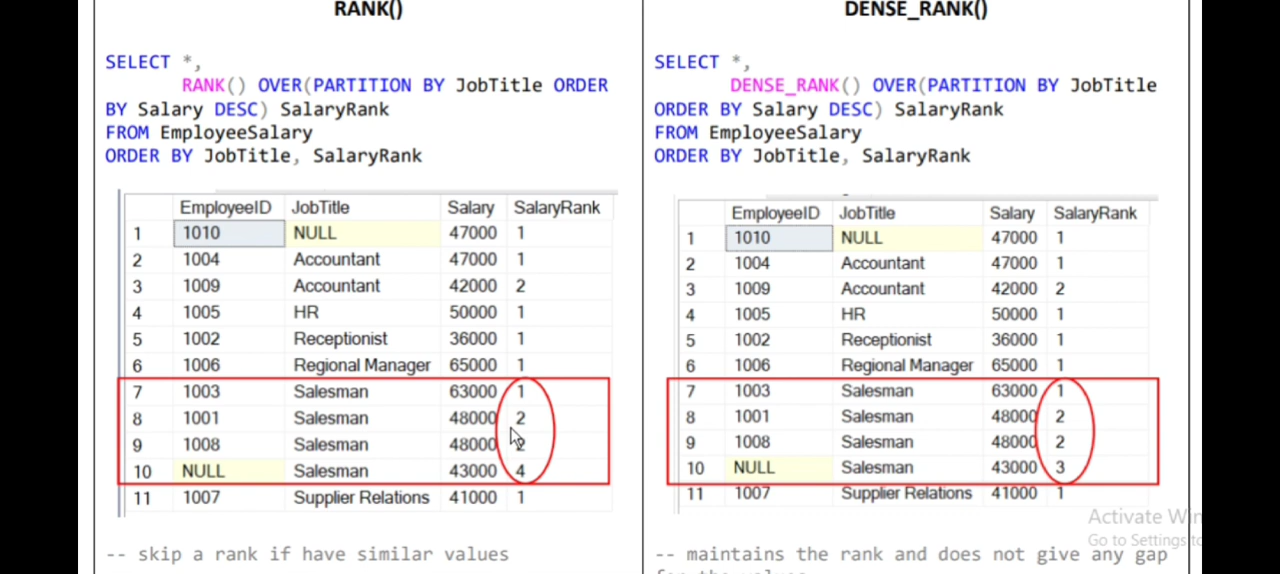 RANK()
SELECT *,
RANK() OVER(PARTITION BY JobTitle ORDER
BY Salary DESC) SalaryRank
FROM EmployeeSalary
ORDER BY JobTitle, SalaryRank
EmployeeID JobTitle Salary SalaryRank
1 1010 NULL 47000 1
2 1004 Accountant 47000 1
3 1009 Accountant 42000 2
4 1005 HR 50000 1
5 1002 Receptionist 36000 1
6 1006 Regional Manager 65000 1
7 1003 Salesman 63000 1
8 1001 Salesman 48000 2
9 1008 Salesman 48000 2
10 NULL Salesman 43000 4
11 1007 Supplier Relations 41000 1
-- skip a rank if have similar values
DENSE_RANK()
SELECT *,
DENSE_RANK() OVER(PARTITION BY JobTitle
ORDER BY Salary DESC) SalaryRank
FROM EmployeeSalary
ORDER BY JobTitle, SalaryRank
EmployeeID JobTitle Salary SalaryRank
1 1010 NULL 47000 1
2 1004 Accountant 47000 1
3 1009 Accountant 42000 2
4 1005 HR 50000 1
5 1002 Receptionist 36000 1
6 1006 Regional Manager 65000 1
7 1003 Salesman 63000 1
8 1001 Salesman 48000 2
9 1008 Salesman 48000 2
10 NULL Salesman 43000 3
11 1007 Supplier Relations 41000 1
-- maintains the rank and does not give any gap
for the values
Activate Win
Go to Settings to